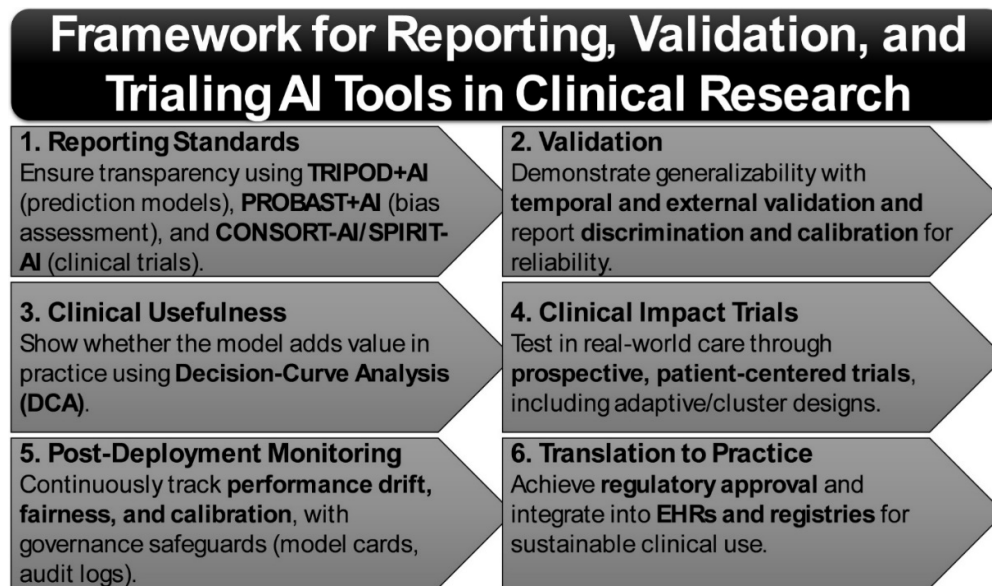 Framework for Reporting, Validation, and
Trialing AI Tools in Clinical Research
1. Reporting Standards
Ensure transparency using TRIPOD+AI
(prediction models), PROBAST+AI (bias
assessment), and CONSORT-AI/SPIRIT-
AI (clinical trials).
2. Validation
Demonstrate generalizability with
temporal and external validation and
report discrimination and calibration for
reliability.
3. Clinical Usefulness
Show whether the model adds value in
practice using Decision-Curve Analysis
(DCA).
4. Clinical Impact Trials
Test in real-world care through
prospective, patient-centered trials,
including adaptive/cluster designs.
5. Post-Deployment Monitoring
Continuously track performance drift,
fairness, and calibration, with
governance safeguards (model cards,
audit logs).
6. Translation to Practice
Achieve regulatory approval and
integrate into EHRs and registries for
sustainable clinical use.